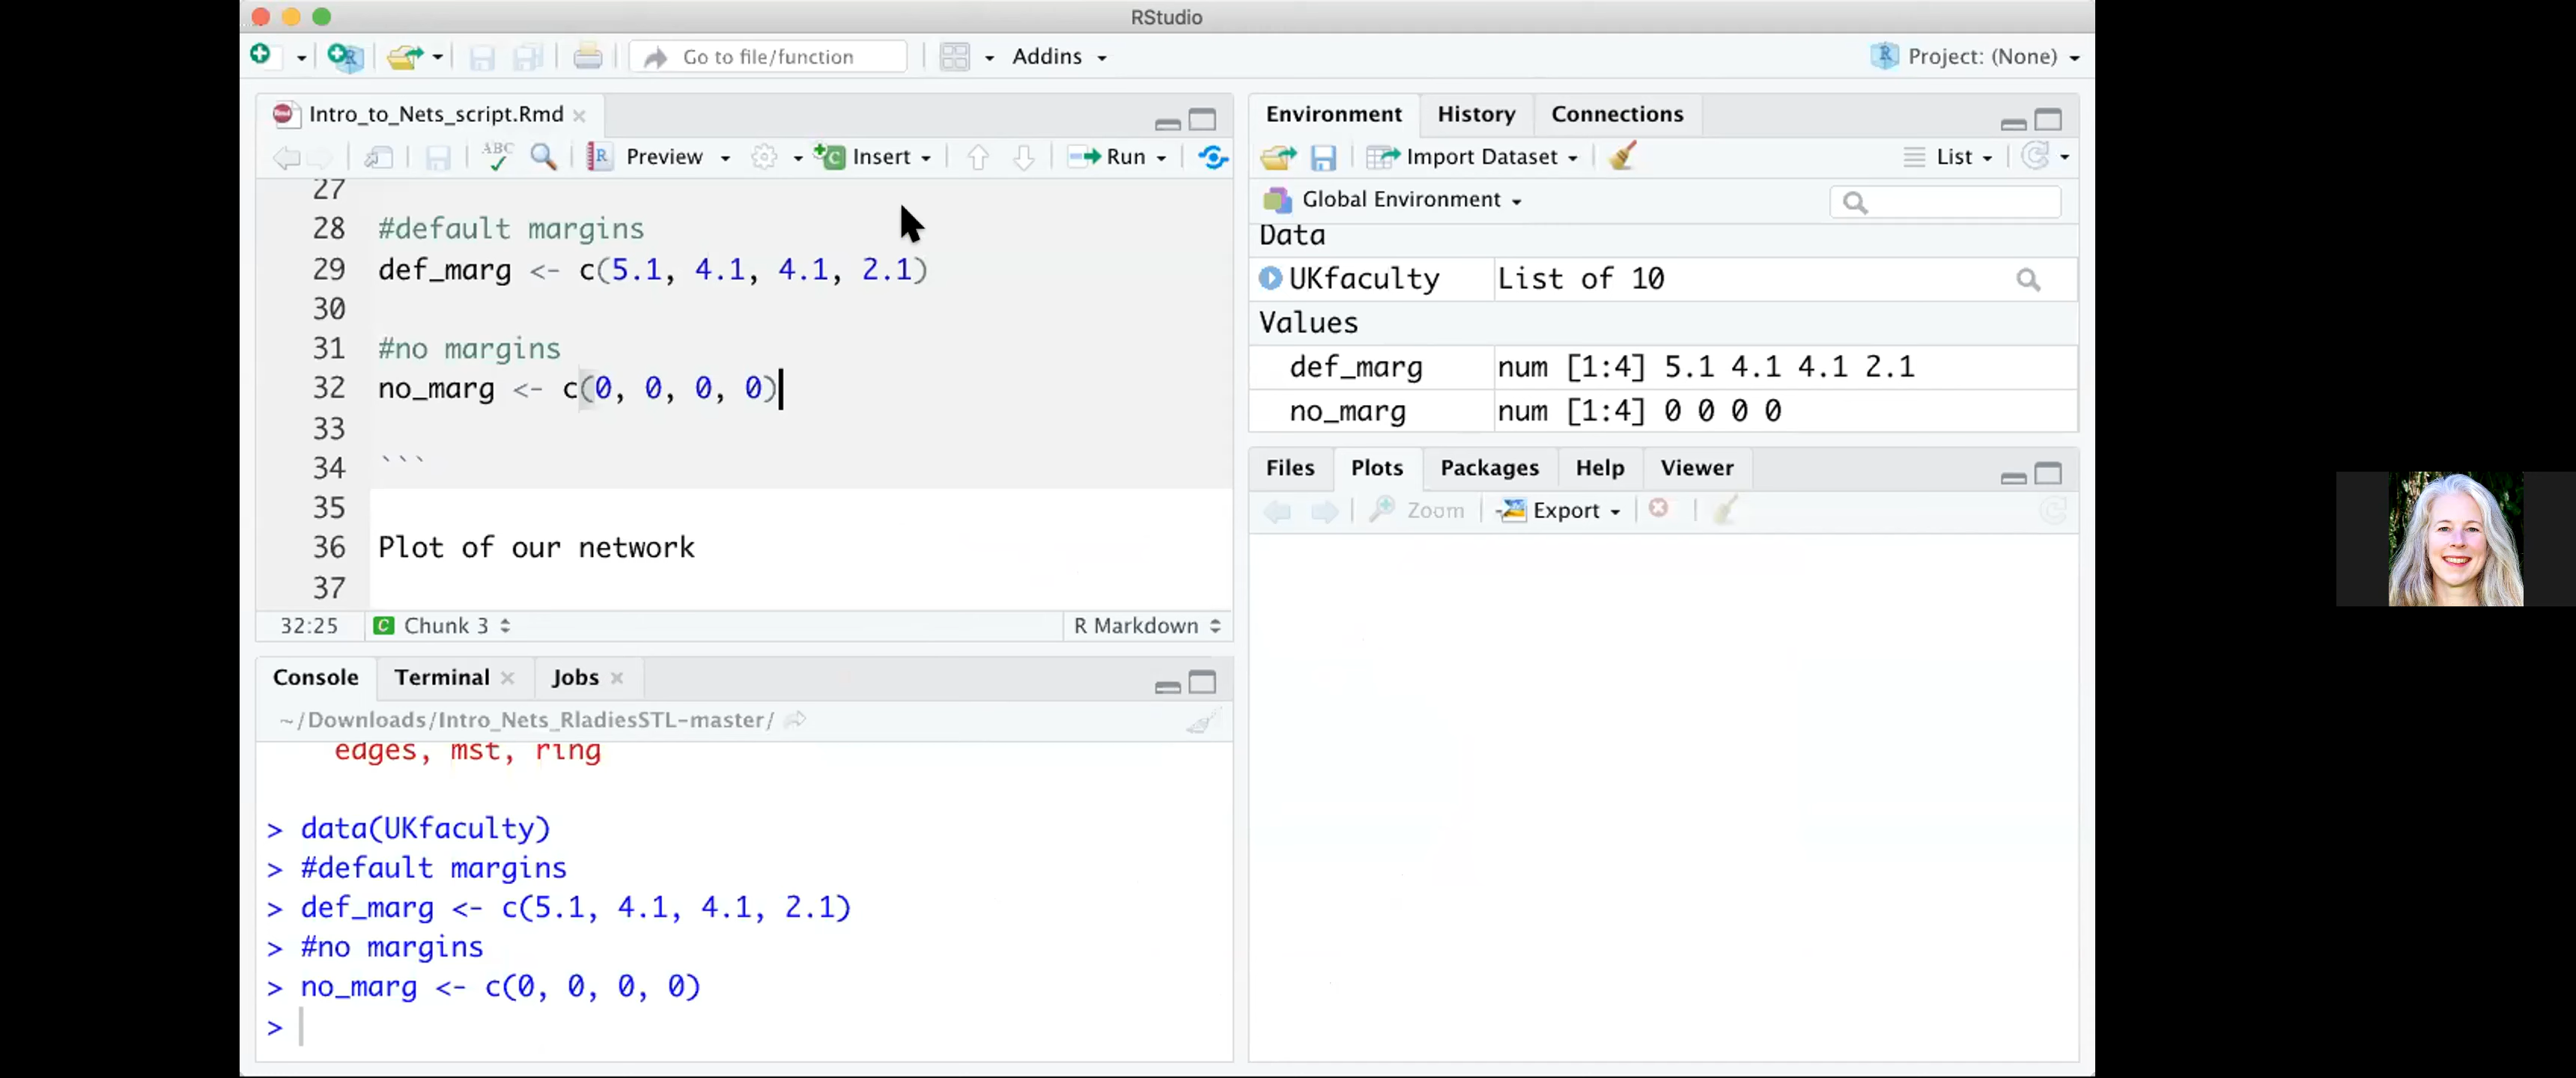 RStudio
Go to file/function
Addins
Project: (None)
Intro_to_Nets_script.Rmd
ABC
Preview
Insert
Run
27
28 #default margins
29 def_marg <- c(5.1, 4.1, 4.1, 2.1)
30
31 #no margins
32 no_marg <- c(0, 0, 0, 0)
33
34 ```
35
36 Plot of our network
37
32:25 C Chunk 3 R Markdown
Console Terminal Jobs
~/Downloads/Intro_Nets_RladiesSTL-master/
edges, mst, ring
> data(UKfaculty)
> #default margins
> def_marg <- c(5.1, 4.1, 4.1, 2.1)
> #no margins
> no_marg <- c(0, 0, 0, 0)
>
Environment History Connections
Import Dataset List
Global Environment
Data
UKfaculty List of 10
Values
def_marg num [1:4] 5.1 4.1 4.1 2.1
no_marg num [1:4] 0 0 0 0
Files Plots Packages Help Viewer
Zoom Export